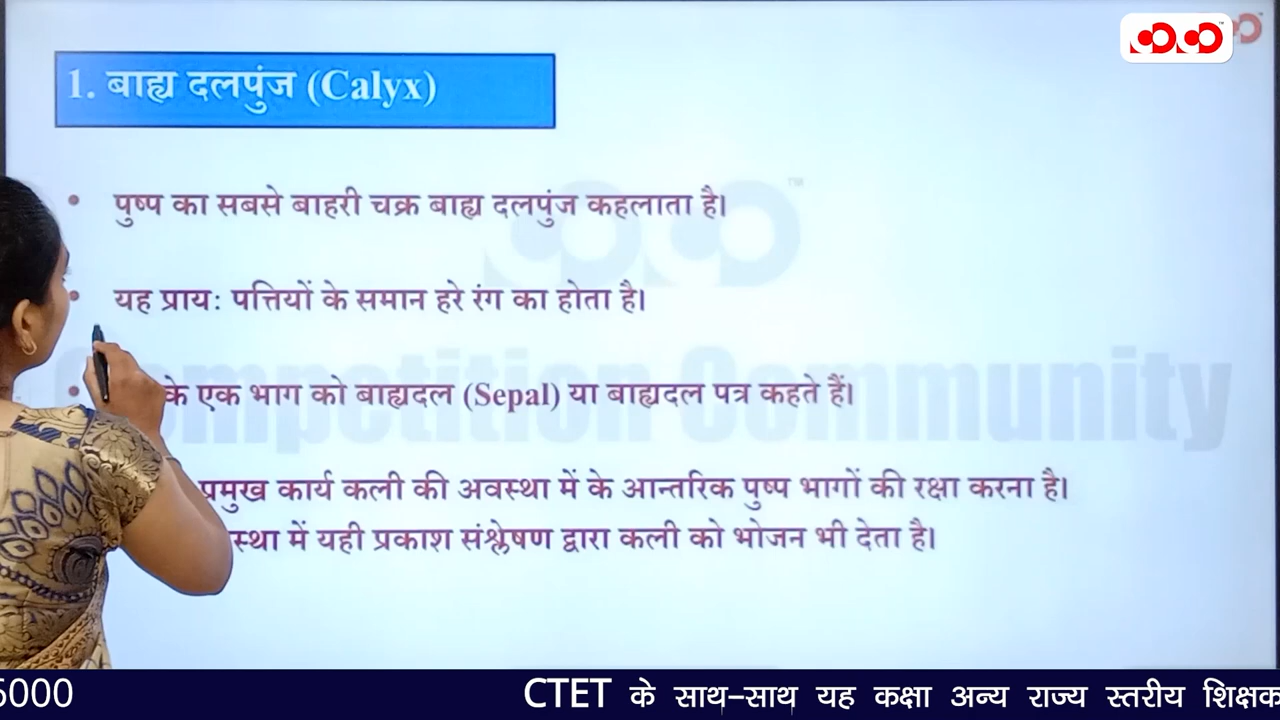 1. बाह्य दलपुंज (Calyx)
• पुष्प का सबसे बाहरी चक्र बाह्य दलपुंज कहलाता है।
• यह प्रायः पत्तियों के समान हरे रंग का होता है।
• के एक भाग को बाह्यदल (Sepal) या बाह्यदल पत्र कहते हैं।
प्रमुख कार्य कली की अवस्था में के आन्तरिक पुष्प भागों की रक्षा करना है।
स्था में यही प्रकाश संश्लेषण द्वारा कली को भोजन भी देता है।
Competition Community
5000 CTET के साथ-साथ यह कक्षा अन्य राज्य स्तरीय शिक्षक